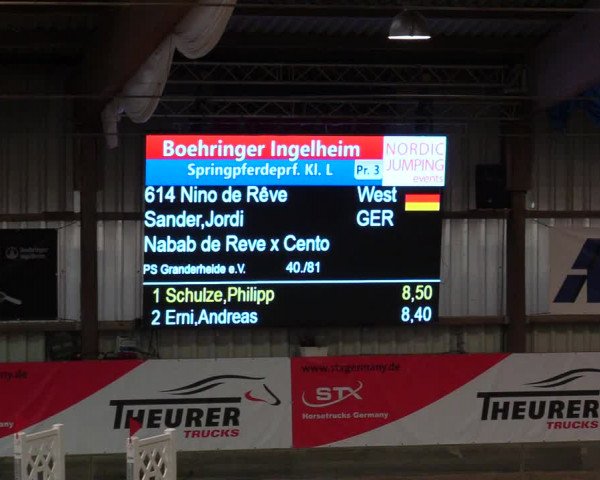 Boehringer Ingelheim
Springpferdeprf. Kl. L
Pr. 3
NORDIC
JUMPING
events
614 Nino de Rêve West
Sander,Jordi GER
Nabab de Reve x Cento
PS Granderheide e.V. 40./81
1 Schulze,Philipp 8,50
2 Erni,Andreas 8,40
www.stxgermany.de
THEURER
TRUCKS
STX
Horsetrucks Germany
THEURER
TRUCKS